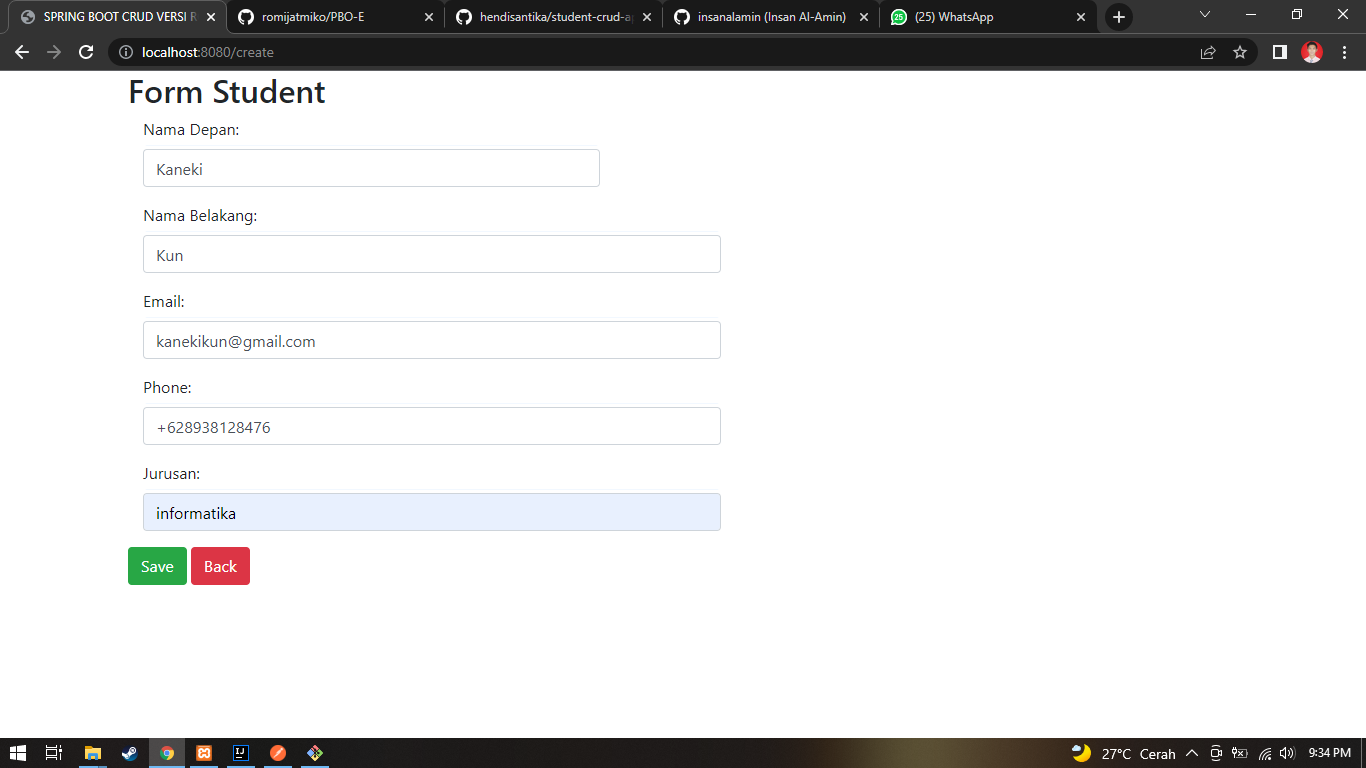 SPRING BOOT CRUD VERSI R
romijatmiko/PBO-E
hendisantika/student-crud-a
insanalamin (Insan Al-Amin)
(25) WhatsApp
localhost:8080/create
Form Student
Nama Depan:
Kaneki
Nama Belakang:
Kun
Email:
kanekikun@gmail.com
Phone:
+628938128476
Jurusan:
informatika
Save Back
27°C Cerah 9:34 PM